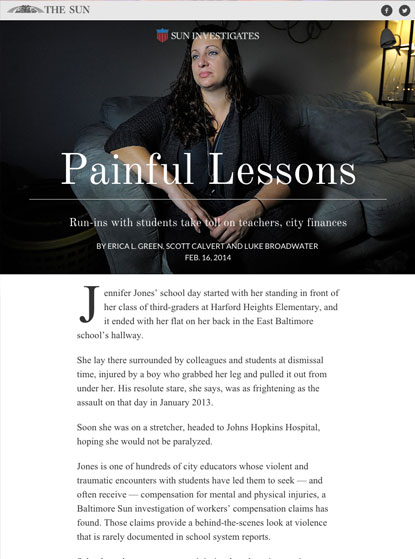 THE SUN
SUN INVESTIGATES
Painful Lessons
Run-ins with students take toll on teachers, city finances
BY ERICA L. GREEN, SCOTT CALVERT AND LUKE BROADWATER
FEB. 16, 2014
Jennifer Jones’ school day started with her standing in front of
her class of third-graders at Harford Heights Elementary, and
it ended with her flat on her back in the East Baltimore
school’s hallway.
She lay there surrounded by colleagues and students at dismissal
time, injured by a boy who grabbed her leg and pulled it out from
under her. His resolute stare, she says, was as frightening as the
assault on that day in January 2013.
Soon she was on a stretcher, headed to Johns Hopkins Hospital,
hoping she would not be paralyzed.
Jones is one of hundreds of city educators whose violent and
traumatic encounters with students have led them to seek — and
often receive — compensation for mental and physical injuries, a
Baltimore Sun investigation of workers’ compensation claims has
found. Those claims provide a behind-the-scenes look at violence
that is rarely documented in school system reports.